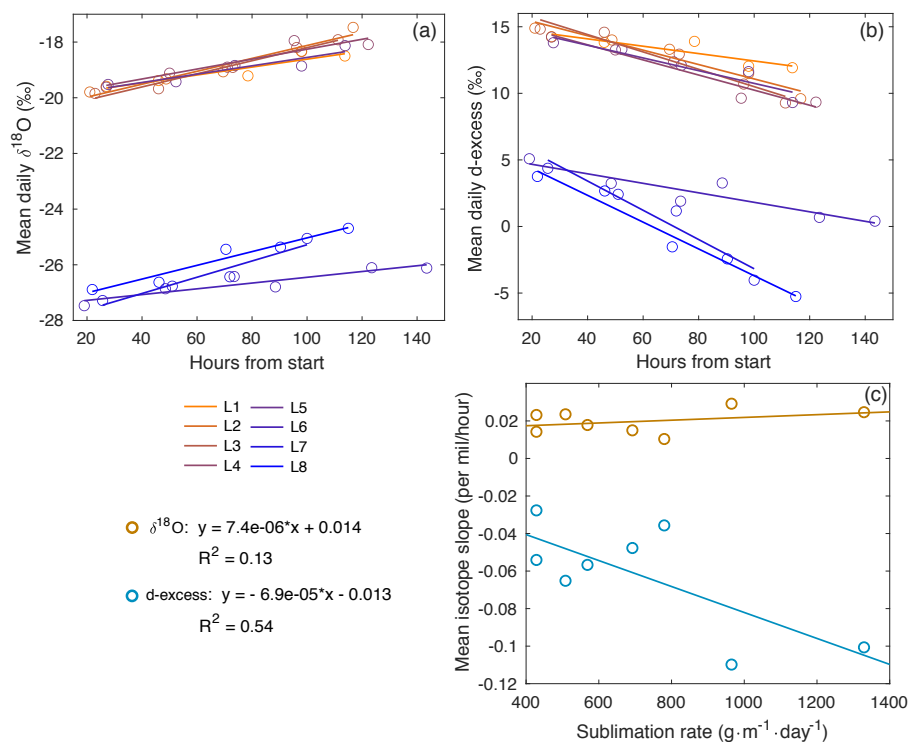 (a)
-18
-20
-22
-24
-26
-28
Mean daily δ¹⁸O (‰)
20 40 60 80 100 120 140
Hours from start
(b)
15
10
5
0
-5
Mean daily d-excess (‰)
20 40 60 80 100 120 140
Hours from start
L1 L5
L2 L6
L3 L7
L4 L8
δ¹⁸O: y = 7.4e-06*x + 0.014
R² = 0.13
d-excess: y = - 6.9e-05*x - 0.013
R² = 0.54
(c)
0.02
0
-0.02
-0.04
-0.06
-0.08
-0.1
-0.12
Mean isotope slope (per mil/hour)
400 600 800 1000 1200 1400
Sublimation rate (g·m⁻¹·day⁻¹)